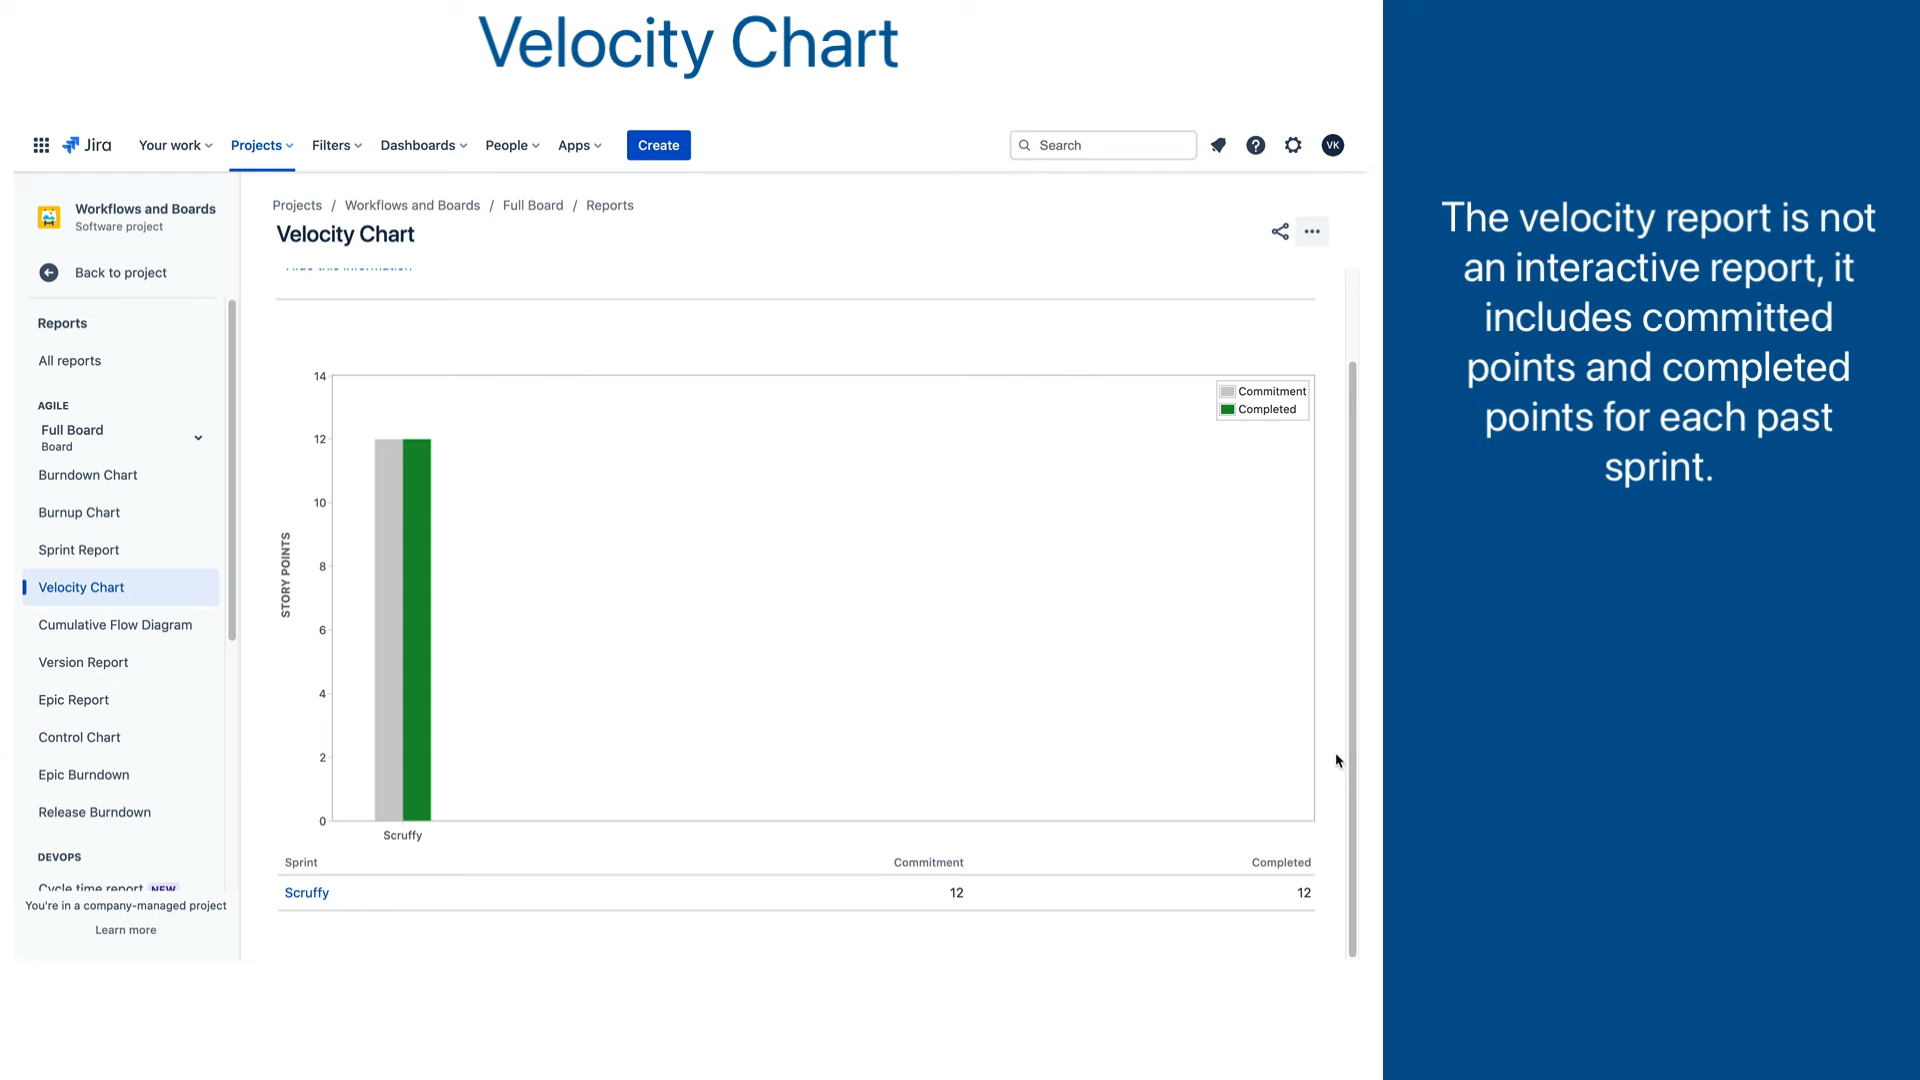 Velocity Chart
Jira
Your work
Projects
Filters
Dashboards
People
Apps
Create
Search
VK
Workflows and Boards
Software project
Back to project
Reports
All reports
AGILE
Full Board
Board
Burndown Chart
Burnup Chart
Sprint Report
Velocity Chart
Cumulative Flow Diagram
Version Report
Epic Report
Control Chart
Epic Burndown
Release Burndown
DEVOPS
Cycle time report NEW
You're in a company-managed project
Learn more
Projects / Workflows and Boards / Full Board / Reports
Velocity Chart
Hide this information
STORY POINTS
14
12
10
8
6
4
2
0
Commitment
Completed
Scruffy
Sprint Commitment Completed
Scruffy 12 12
The velocity report is not
an interactive report, it
includes committed
points and completed
points for each past
sprint.